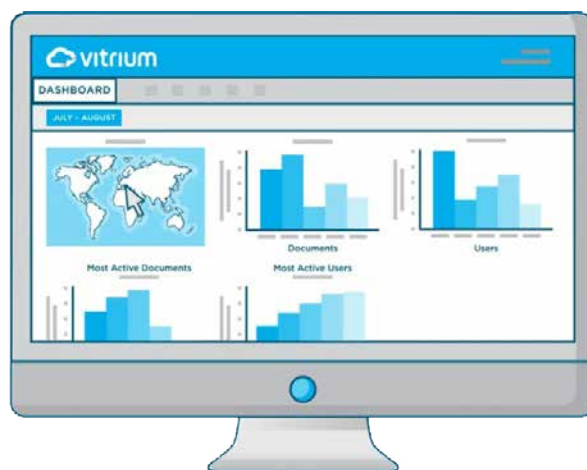 vitrium
DASHBOARD
JULY - AUGUST
Documents
Users
Most Active Documents
Most Active Users